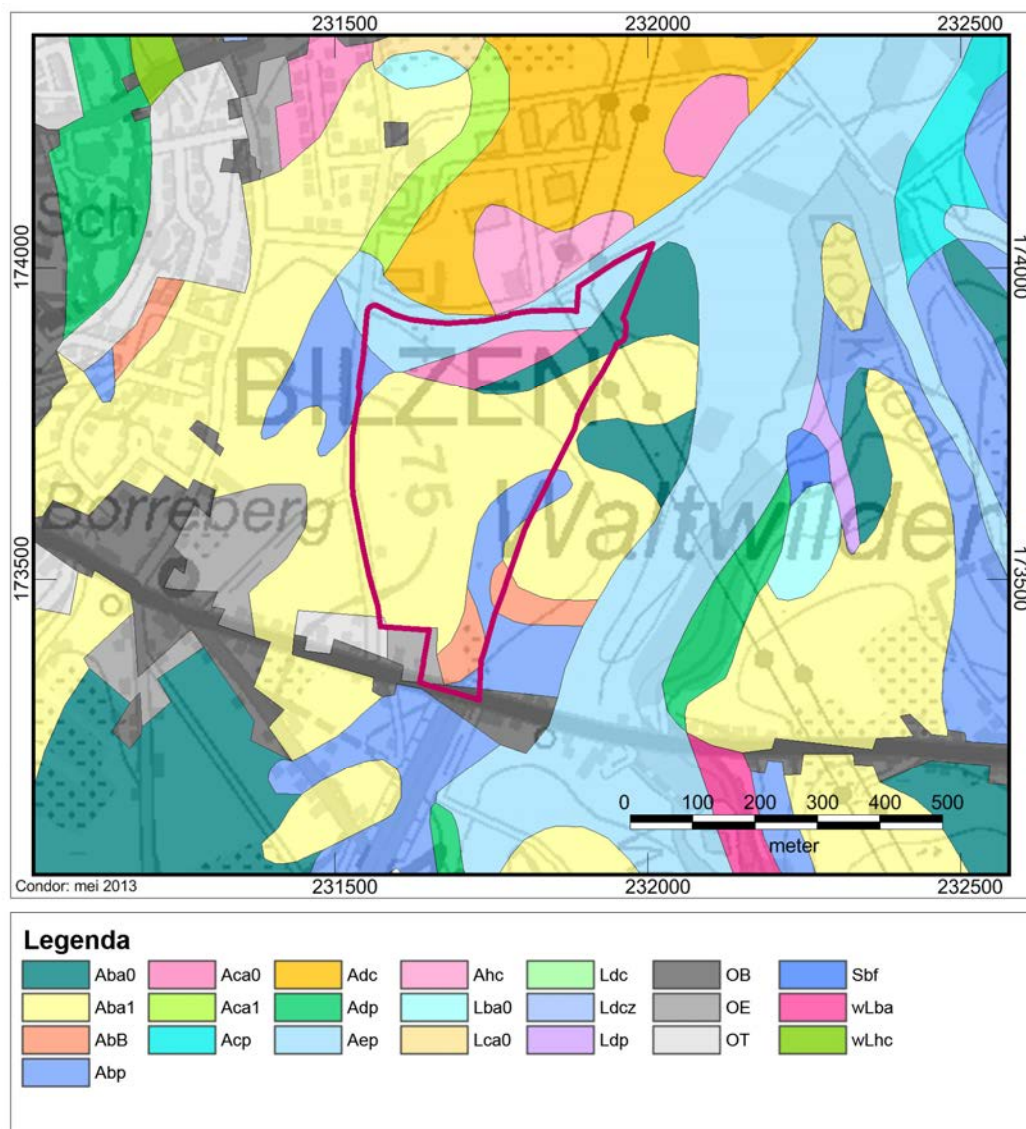 231500 232000 232500
174000 174000
Sch
BILZEN
75
Borreberg
Waltwilder
173500 173500
0 100 200 300 400 500
meter
Condor: mei 2013
231500 232000 232500
Legenda
Aba0 Aca0 Adc Ahc Ldc OB Sbf
Aba1 Aca1 Adp Lba0 Ldcz OE wLba
AbB Acp Aep Lca0 Ldp OT wLhc
Abp